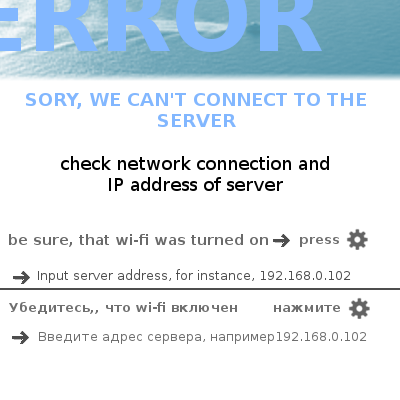 ERROR
SORY, WE CAN'T CONNECT TO THE
SERVER
check network connection and
IP address of server
be sure, that wi-fi was turned on press
Input server address, for instance, 192.168.0.102
Убедитесь,, что wi-fi включен нажмите
Введите адрес сервера, например192.168.0.102